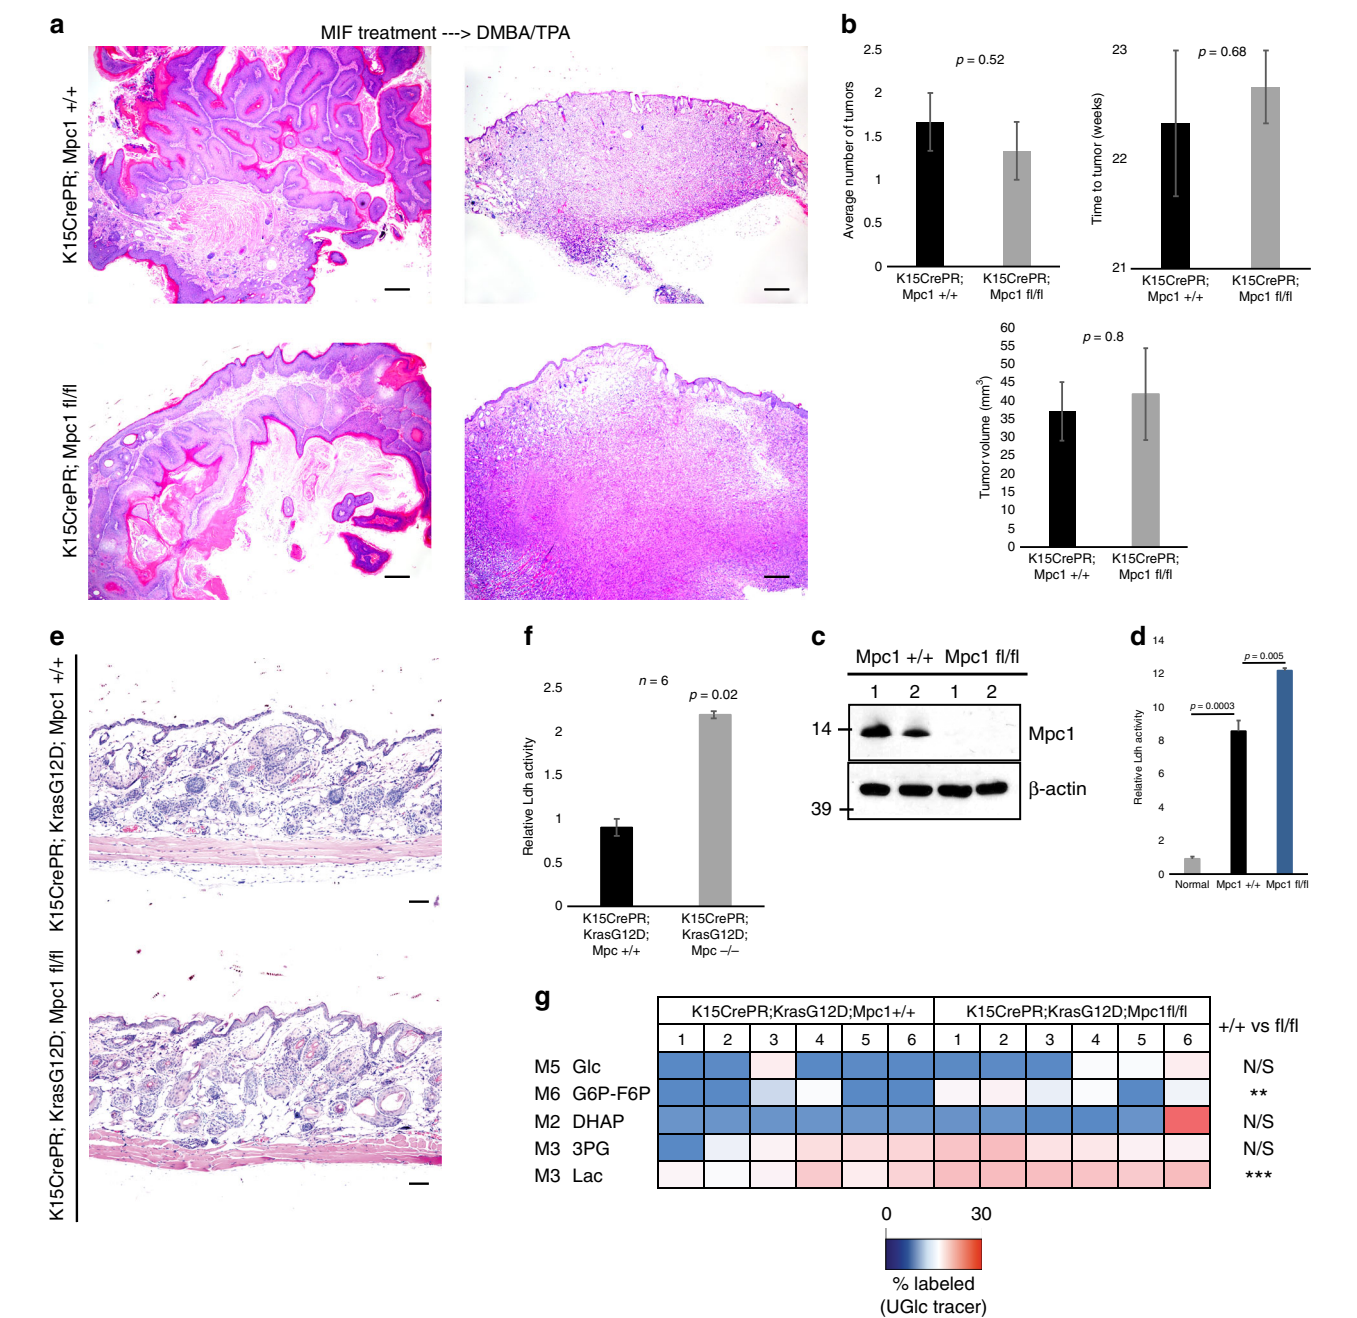 a
MIF treatment ---> DMBA/TPA
K15CrePR; Mpc1 +/+
K15CrePR; Mpc1 fl/fl
b
2.5
2
1.5
1
0.5
0
Average number of tumors
p = 0.52
K15CrePR;
Mpc1 +/+
K15CrePR;
Mpc1 fl/fl
23
22
21
Time to tumor (weeks)
p = 0.68
K15CrePR;
Mpc1 +/+
K15CrePR;
Mpc1 fl/fl
60
55
50
45
40
35
30
25
20
15
10
5
0
Tumor volume (mm³)
p = 0.8
K15CrePR;
Mpc1 +/+
K15CrePR;
Mpc1 fl/fl
e
K15CrePR; KrasG12D; Mpc1 +/+
K15CrePR; KrasG12D; Mpc1 fl/fl
f
2.5
2
1.5
1
0.5
0
Relative Ldh activity
n = 6
p = 0.02
K15CrePR;
KrasG12D;
Mpc +/+
K15CrePR;
KrasG12D;
Mpc –/–
c
Mpc1 +/+ Mpc1 fl/fl
1 2 1 2
14
Mpc1
β-actin
39
d
14
12
10
8
6
4
2
0
Relative Ldh activity
p = 0.005
p = 0.0003
Normal Mpc1 +/+ Mpc1 fl/fl
g
K15CrePR;KrasG12D;Mpc1+/+ K15CrePR;KrasG12D;Mpc1fl/fl
+/+ vs fl/fl
1 2 3 4 5 6 1 2 3 4 5 6
M5 Glc N/S
M6 G6P-F6P **
M2 DHAP N/S
M3 3PG N/S
M3 Lac ***
0 30
% labeled
(UGlc tracer)